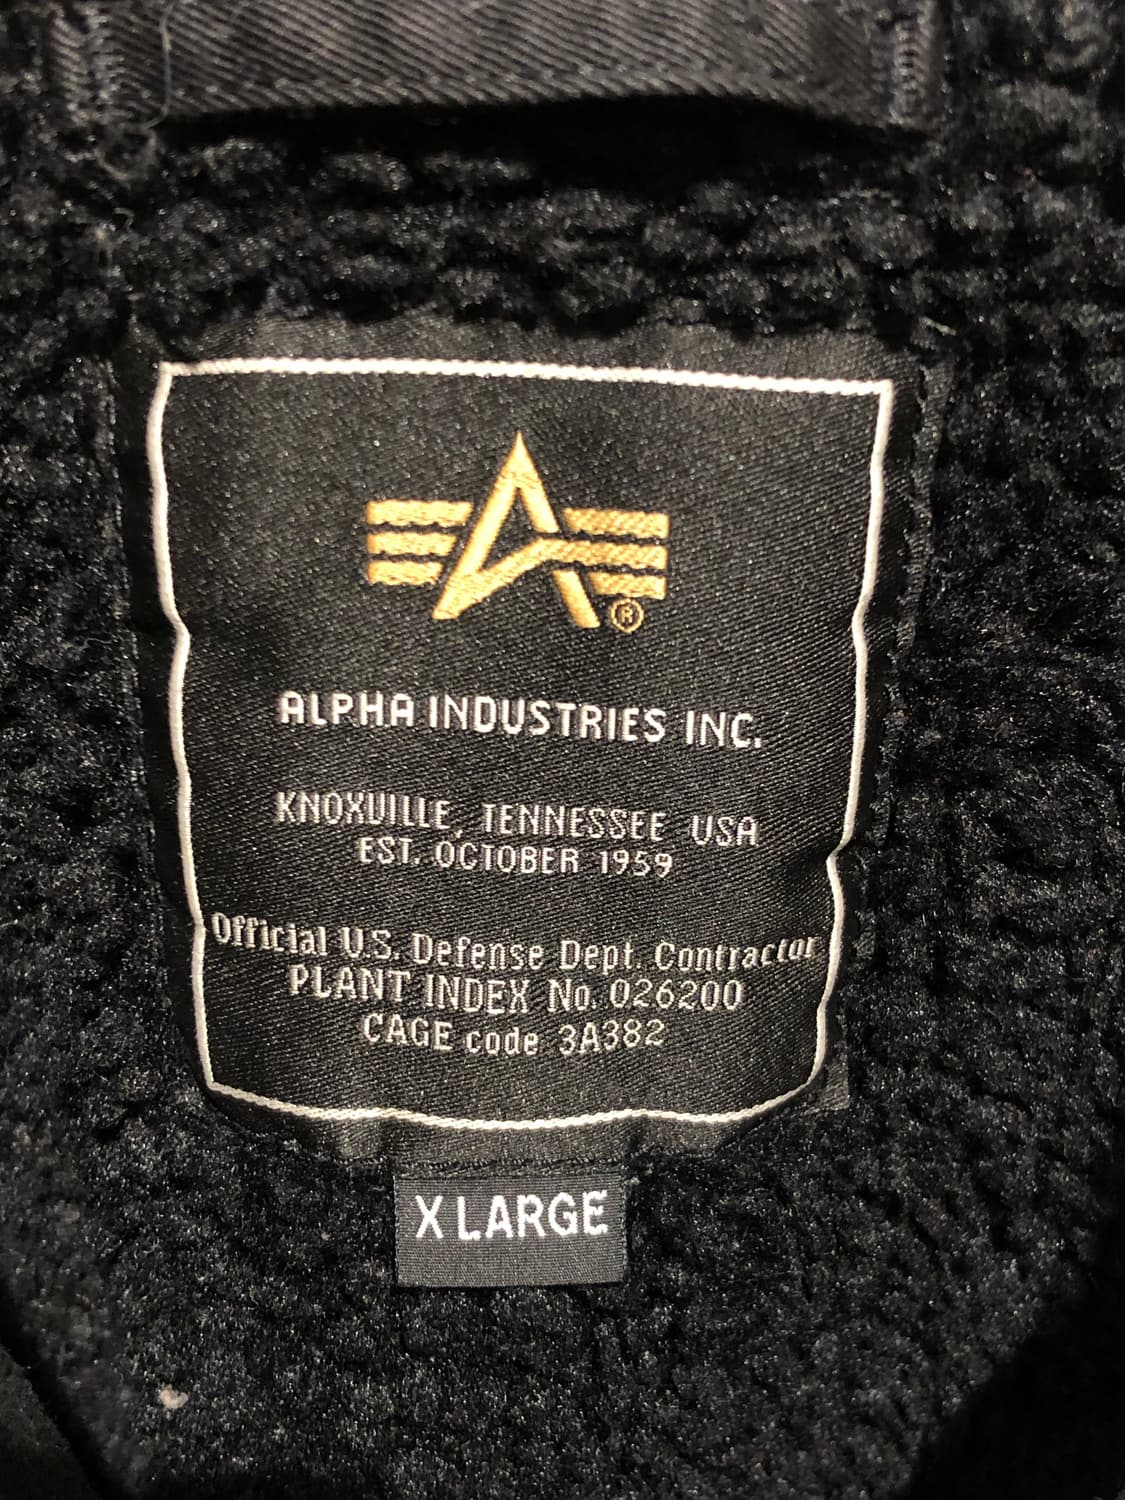 ®
ALPHA INDUSTRIES INC.
KNOXVILLE, TENNESSEE USA
EST. OCTOBER 1959
Official U.S. Defense Dept. Contractor
PLANT INDEX No. 026200
CAGE code 3A382
X LARGE